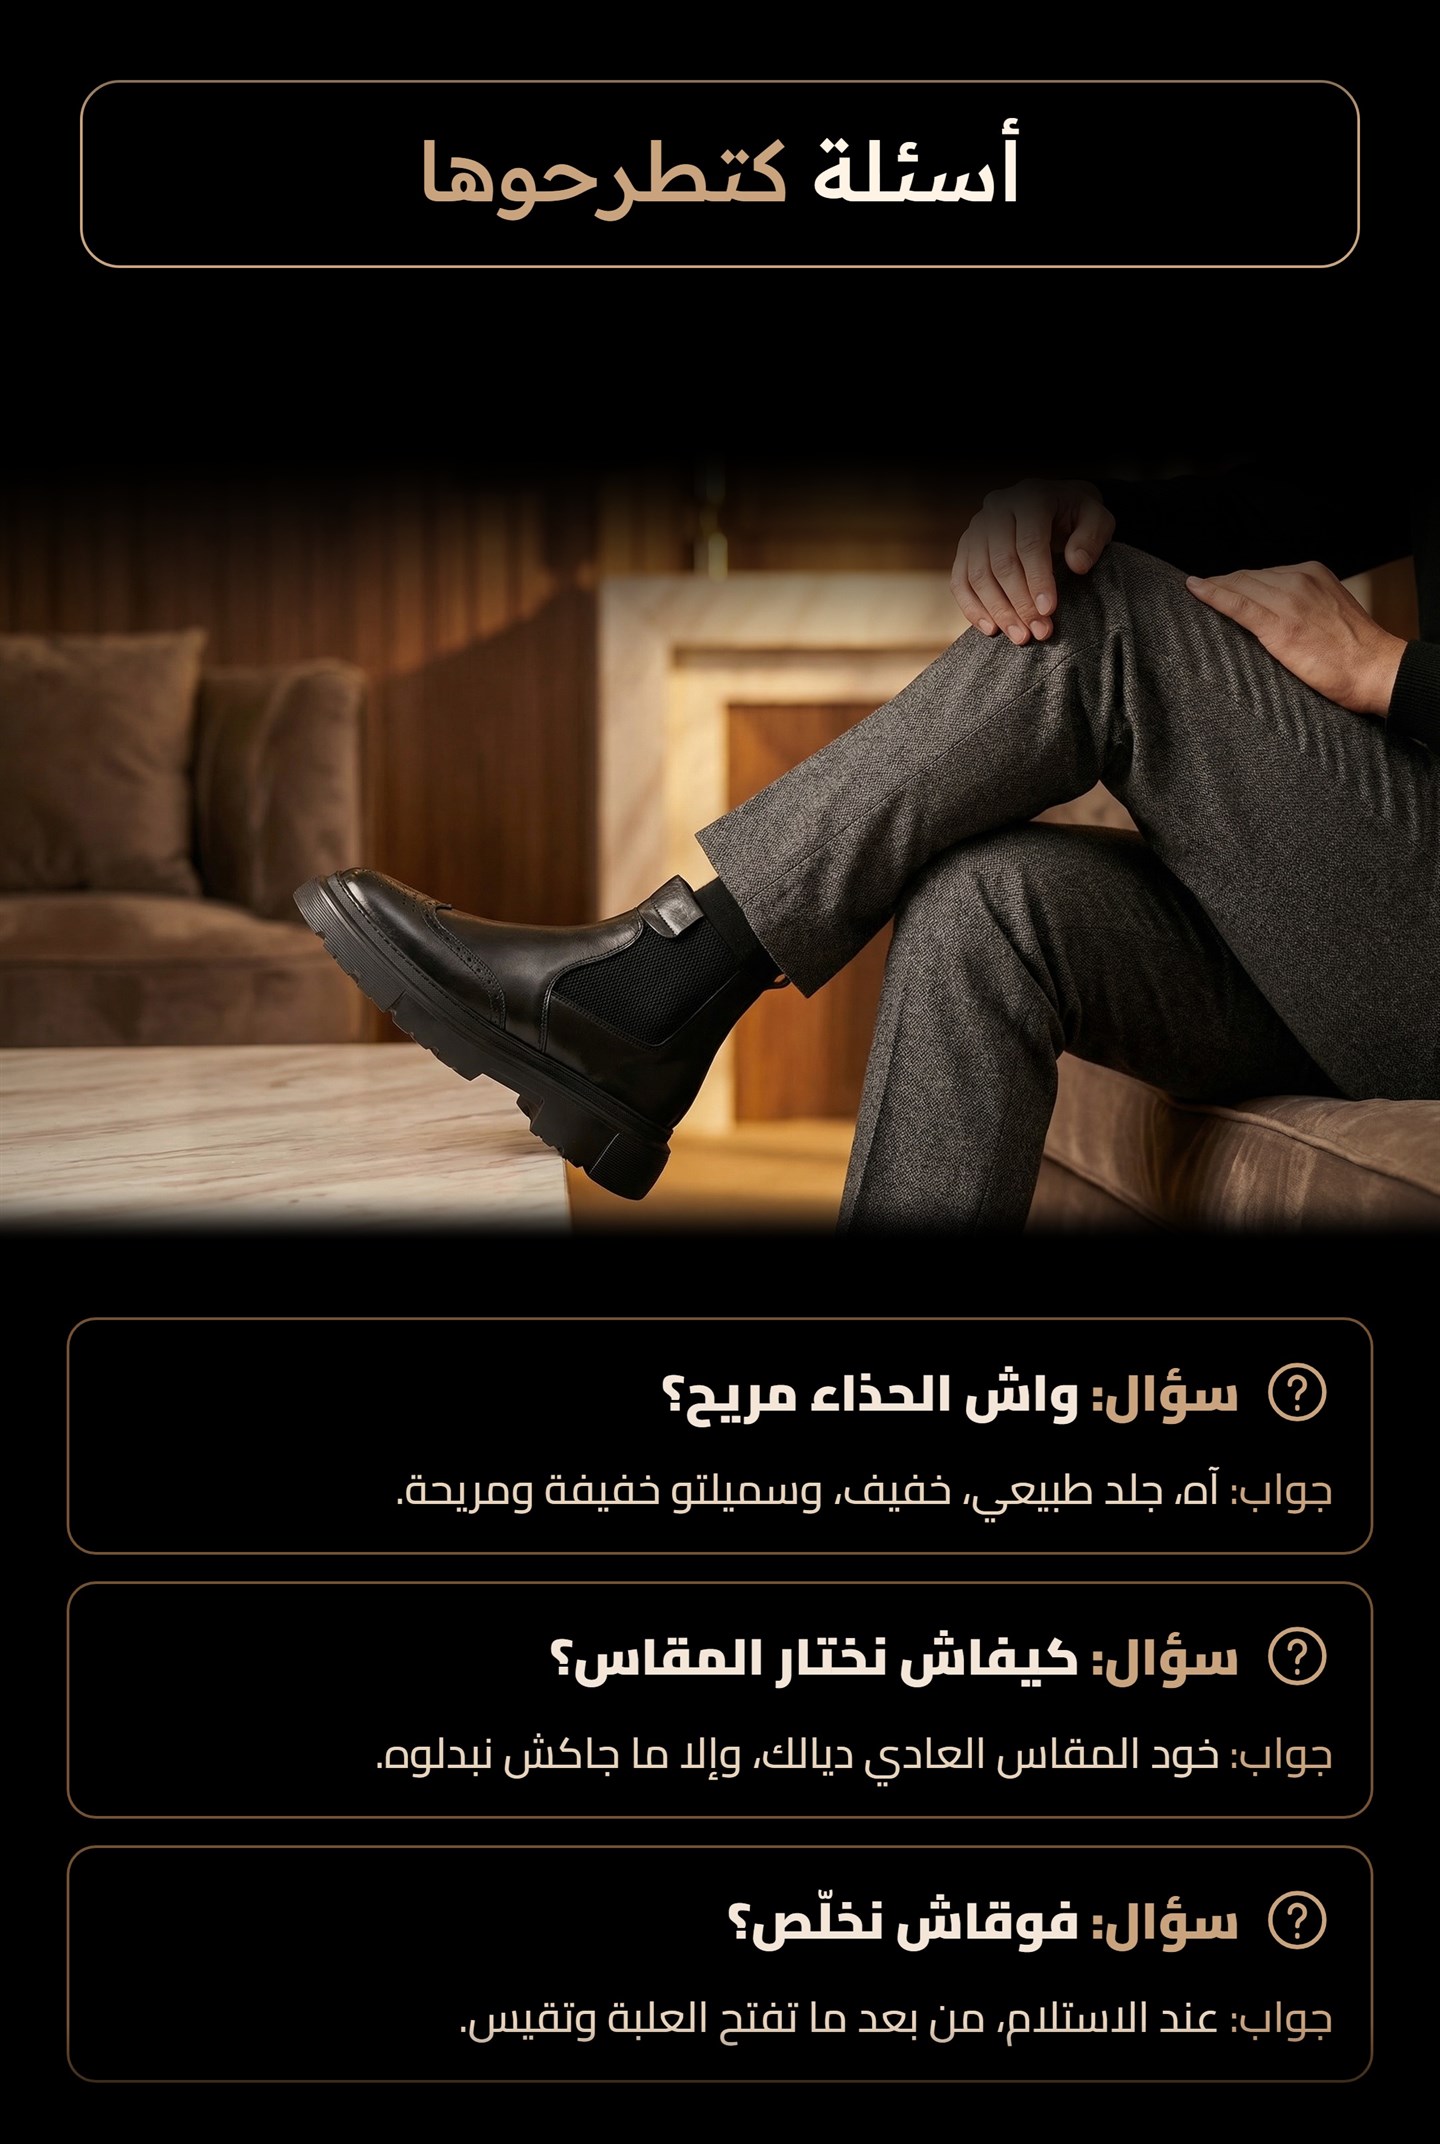 أسئلة كتطرحوها
سؤال: واش الحذاء مريح؟
جواب: آه، جلد طبيعي، خفيف، وسميلتو خفيفة ومريحة.
سؤال: كيفاش نختار المقاس؟
جواب: خود المقاس العادي ديالك، وإلا ما جاكش نبدلوه.
سؤال: فوقاش نخلّص؟
جواب: عند الاستلام، من بعد ما تفتح العلبة وتقيس.